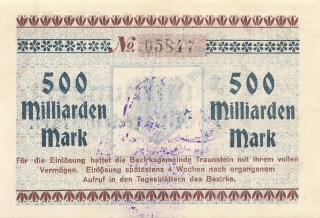 No 05847
500 Milliarden Mark
500 Milliarden Mark
Für die Einlösung haftet die Bezirksgemeinde Traunstein mit ihrem vollen
Vermögen. Einlösung spätestens 4 Wochen nach ergangenem
Aufruf in den Tagesblättern des Bezirks.